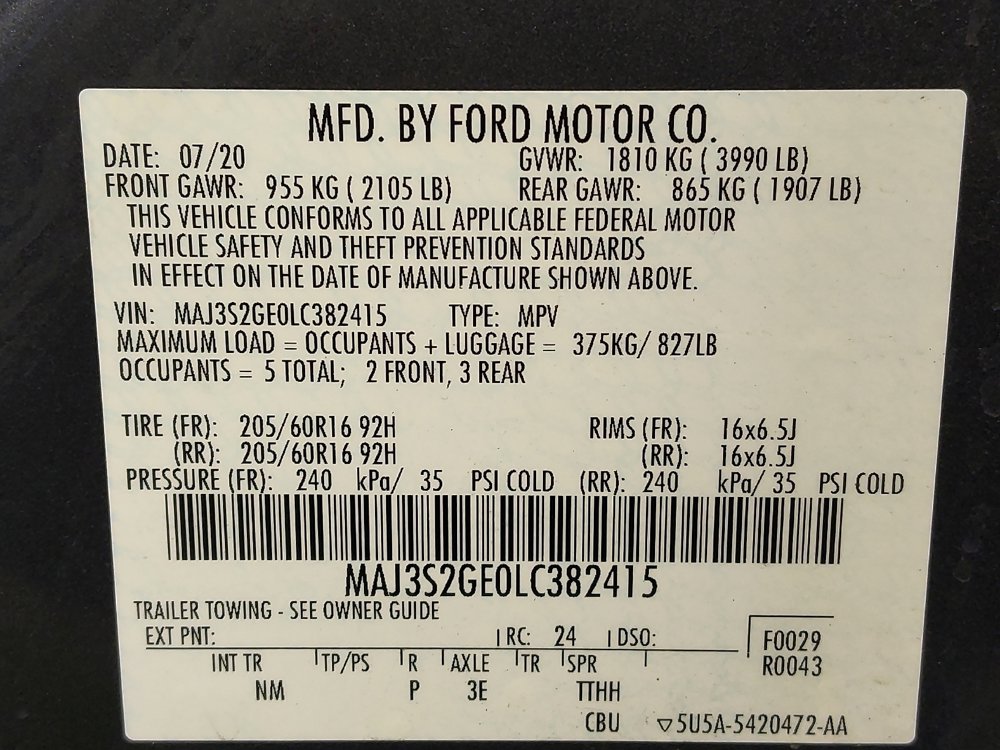 MFD. BY FORD MOTOR CO.
DATE: 07/20 GVWR: 1810 KG ( 3990 LB)
FRONT GAWR: 955 KG ( 2105 LB) REAR GAWR: 865 KG ( 1907 LB)
THIS VEHICLE CONFORMS TO ALL APPLICABLE FEDERAL MOTOR
VEHICLE SAFETY AND THEFT PREVENTION STANDARDS
IN EFFECT ON THE DATE OF MANUFACTURE SHOWN ABOVE.
VIN: MAJ3S2GE0LC382415 TYPE: MPV
MAXIMUM LOAD = OCCUPANTS + LUGGAGE = 375KG/ 827LB
OCCUPANTS = 5 TOTAL; 2 FRONT, 3 REAR
TIRE (FR): 205/60R16 92H RIMS (FR): 16x6.5J
(RR): 205/60R16 92H (RR): 16x6.5J
PRESSURE (FR): 240 kPa/ 35 PSI COLD (RR): 240 kPa/ 35 PSI COLD
MAJ3S2GE0LC382415
TRAILER TOWING - SEE OWNER GUIDE
EXT PNT: RC: 24 DSO: F0029
INT TR TP/PS R AXLE TR SPR R0043
NM P 3E TTHH
CBU ▽5U5A-5420472-AA